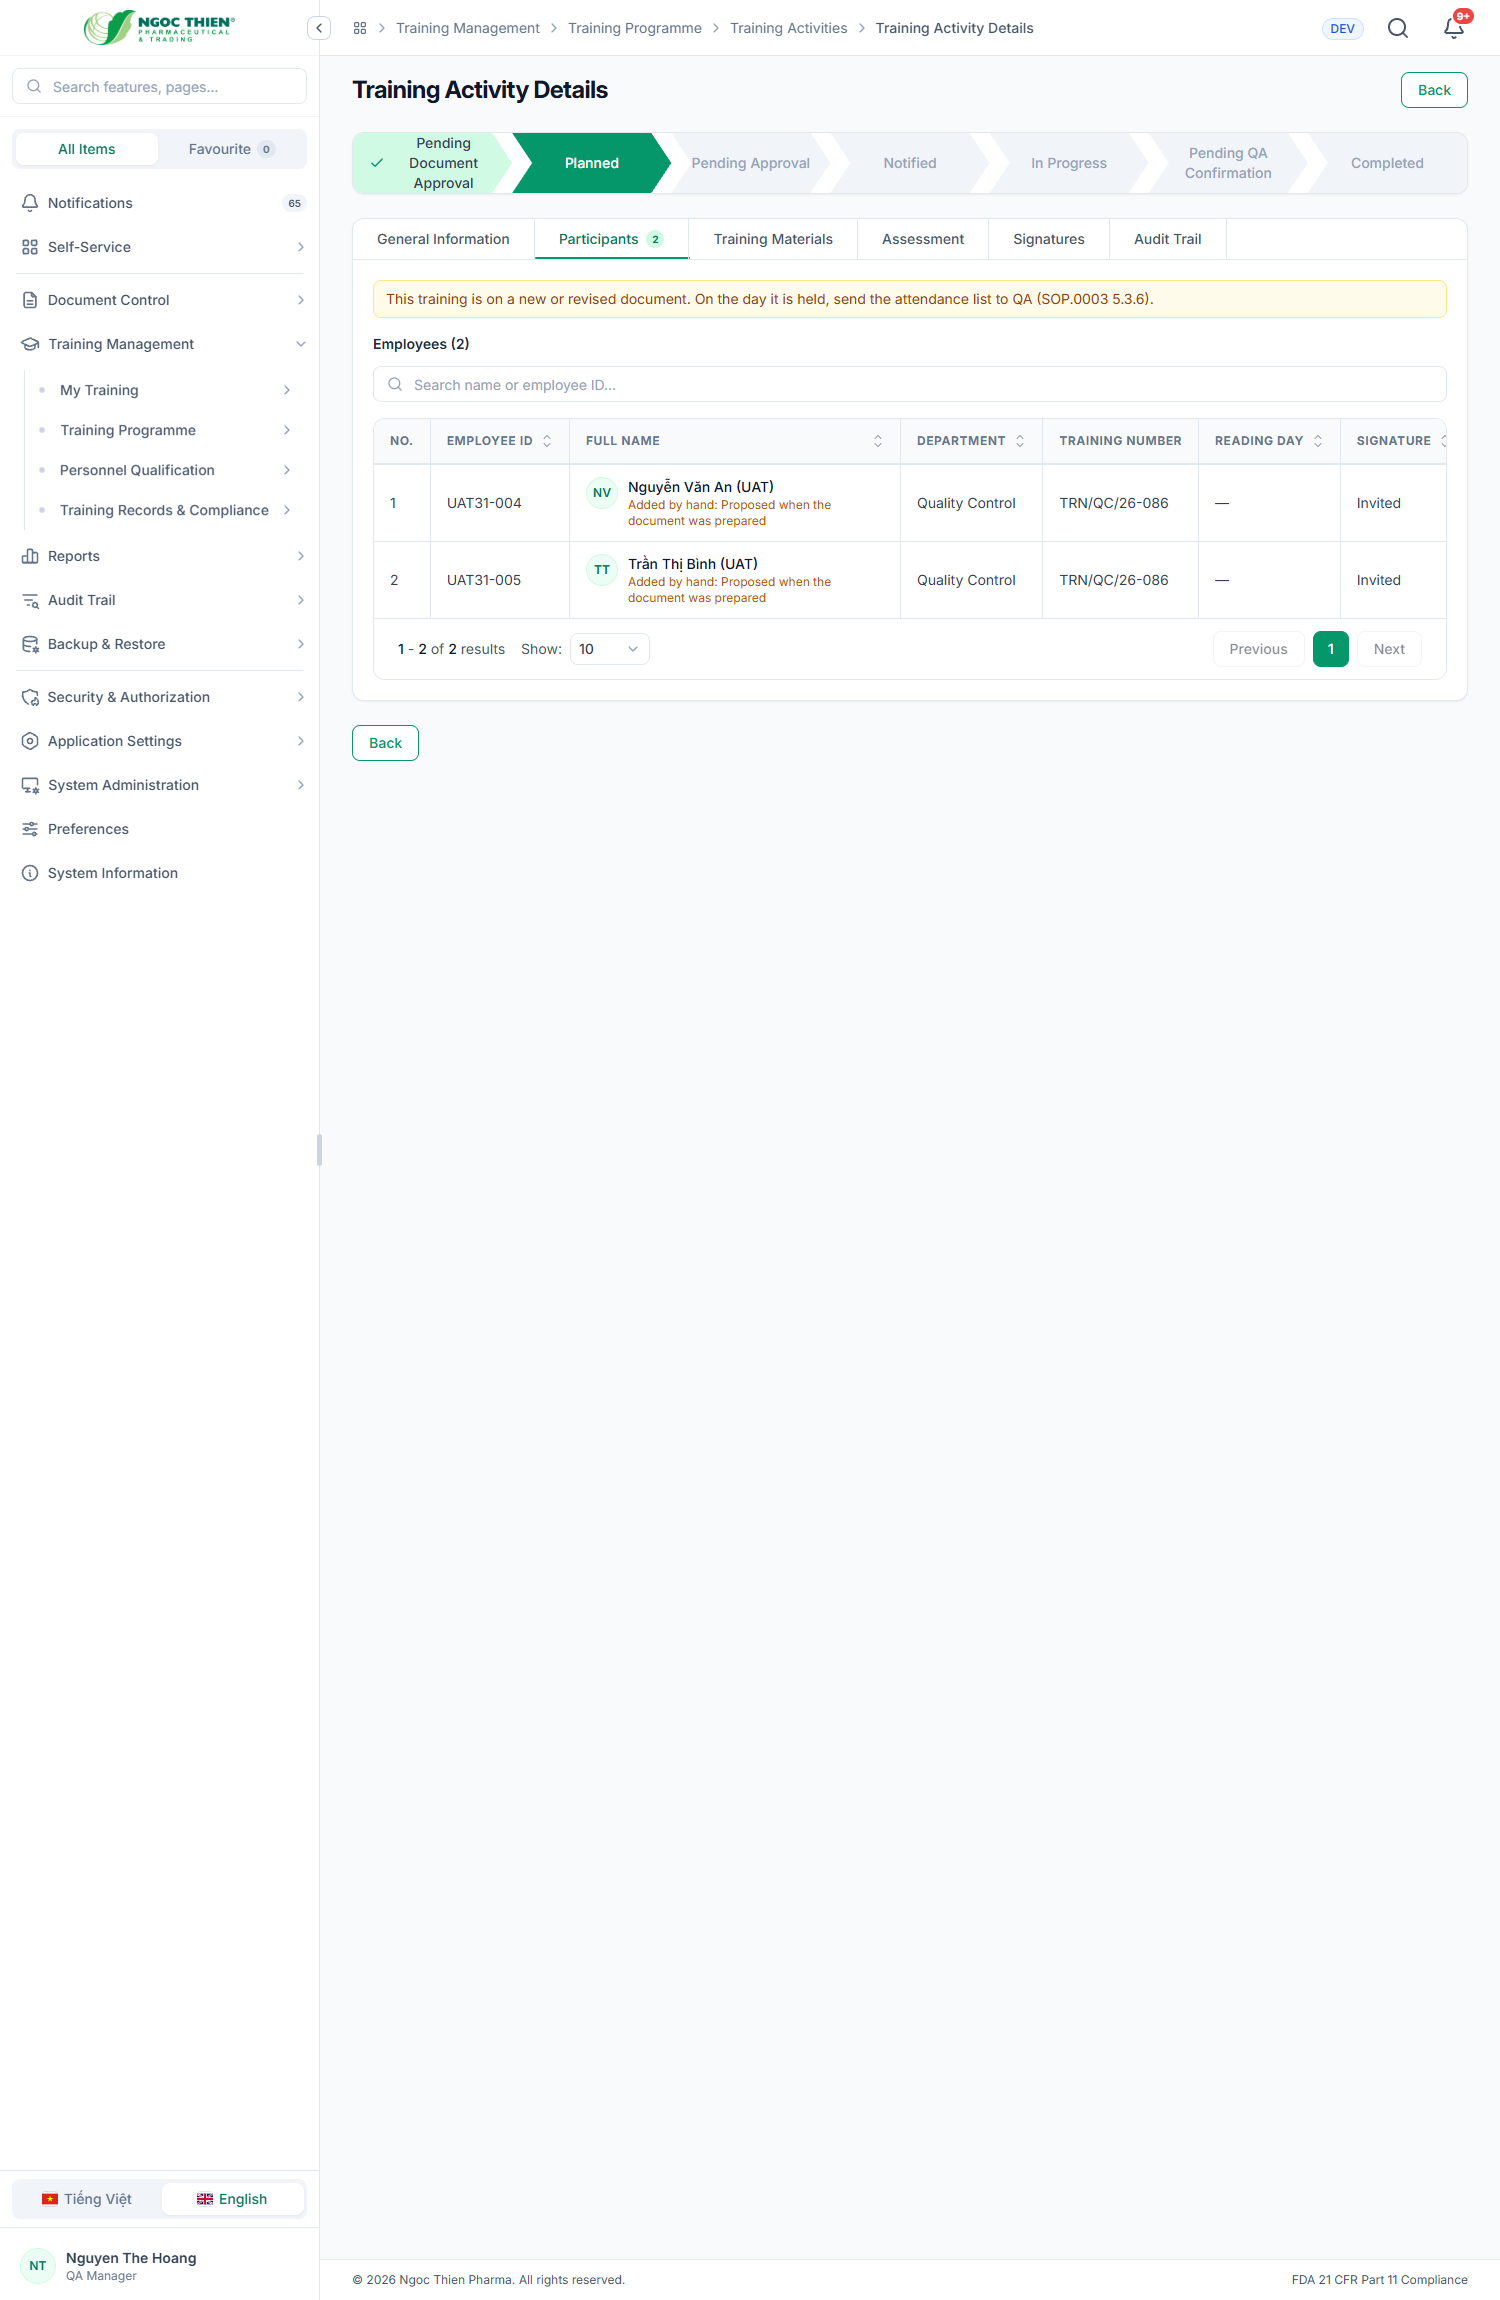 NGOC THIEN®
PHARMACEUTICAL
& TRADING
Training Management
Training Programme
Training Activities
Training Activity Details
DEV
9+
Search features, pages...
All Items
Favourite 0
Notifications 65
Self-Service
Document Control
Training Management
My Training
Training Programme
Personnel Qualification
Training Records & Compliance
Reports
Audit Trail
Backup & Restore
Security & Authorization
Application Settings
System Administration
Preferences
System Information
Tiếng Việt
English
NT
Nguyen The Hoang
QA Manager
Training Activity Details
Back
Pending
Document
Approval
Planned
Pending Approval
Notified
In Progress
Pending QA
Confirmation
Completed
General Information
Participants 2
Training Materials
Assessment
Signatures
Audit Trail
This training is on a new or revised document. On the day it is held, send the attendance list to QA (SOP.0003 5.3.6).
Employees (2)
Search name or employee ID...
NO. EMPLOYEE ID FULL NAME DEPARTMENT TRAINING NUMBER READING DAY SIGNATURE
1 UAT31-004 NV Nguyễn Văn An (UAT) Quality Control TRN/QC/26-086 — Invited
Added by hand: Proposed when the
document was prepared
2 UAT31-005 TT Trần Thị Bình (UAT) Quality Control TRN/QC/26-086 — Invited
Added by hand: Proposed when the
document was prepared
1 - 2 of 2 results Show: 10 Previous 1 Next
Back
© 2026 Ngoc Thien Pharma. All rights reserved.
FDA 21 CFR Part 11 Compliance